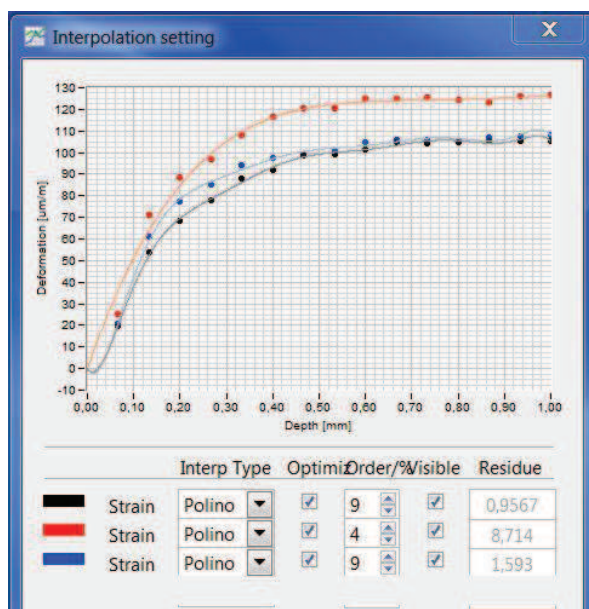 Interpolation setting
X
130
120
110
100
90
80
70
60
50
40
30
20
10
0
-10
Deformation [um/m]
0,00 0,10 0,20 0,30 0,40 0,50 0,60 0,70 0,80 0,90 1,00
Depth [mm]
Interp Type Optimiz Order/% Visible Residue
Strain Polino 9 0,9567
Strain Polino 4 8,714
Strain Polino 9 1,593